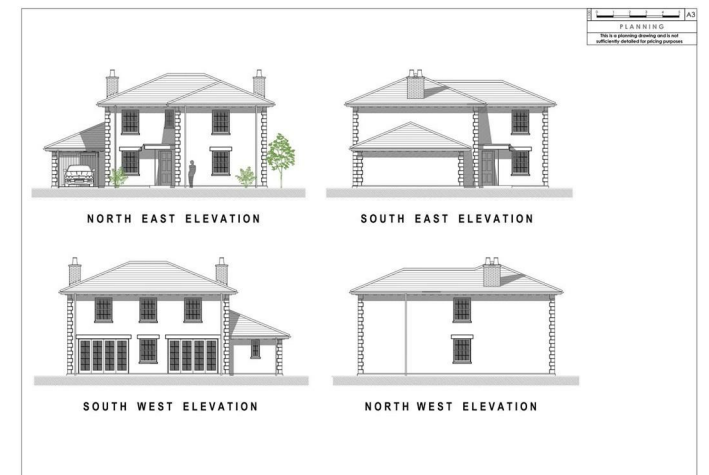 A3
PLANNING
This is a planning drawing and is not
sufficiently detailed for pricing purposes
NORTH EAST ELEVATION
SOUTH EAST ELEVATION
SOUTH WEST ELEVATION
NORTH WEST ELEVATION